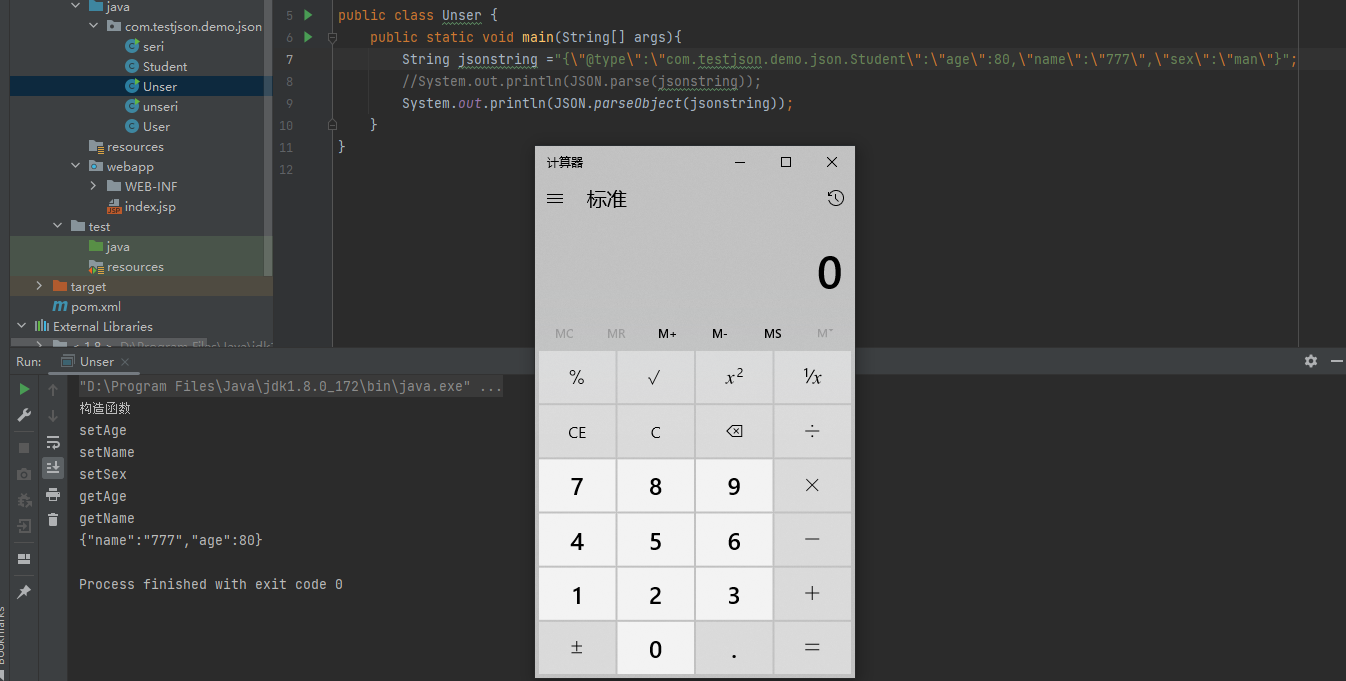 java
com.testjson.demo.json
seri
Student
Unser
unseri
User
resources
webapp
WEB-INF
index.jsp
test
java
resources
target
pom.xml
External Libraries
5 public class Unser {
6 public static void main(String[] args){
7 String jsonstring ="{\"@type\":\"com.testjson.demo.json.Student\":\"age\":80,\"name\":\"777\",\"sex\":\"man\"}";
8 //System.out.println(JSON.parse(jsonstring));
9 System.out.println(JSON.parseObject(jsonstring));
10 }
11 }
12
Run: Unser
"D:\Program Files\Java\jdk1.8.0_172\bin\java.exe" ...
构造函数
setAge
setName
setSex
getAge
getName
{"name":"777","age":80}
Process finished with exit code 0
计算器
标准
0
MC MR M+ M- MS M˅
% √ x² ¹/x
CE C ÷
7 8 9 ×
4 5 6 −
1 2 3 +
± 0 . =